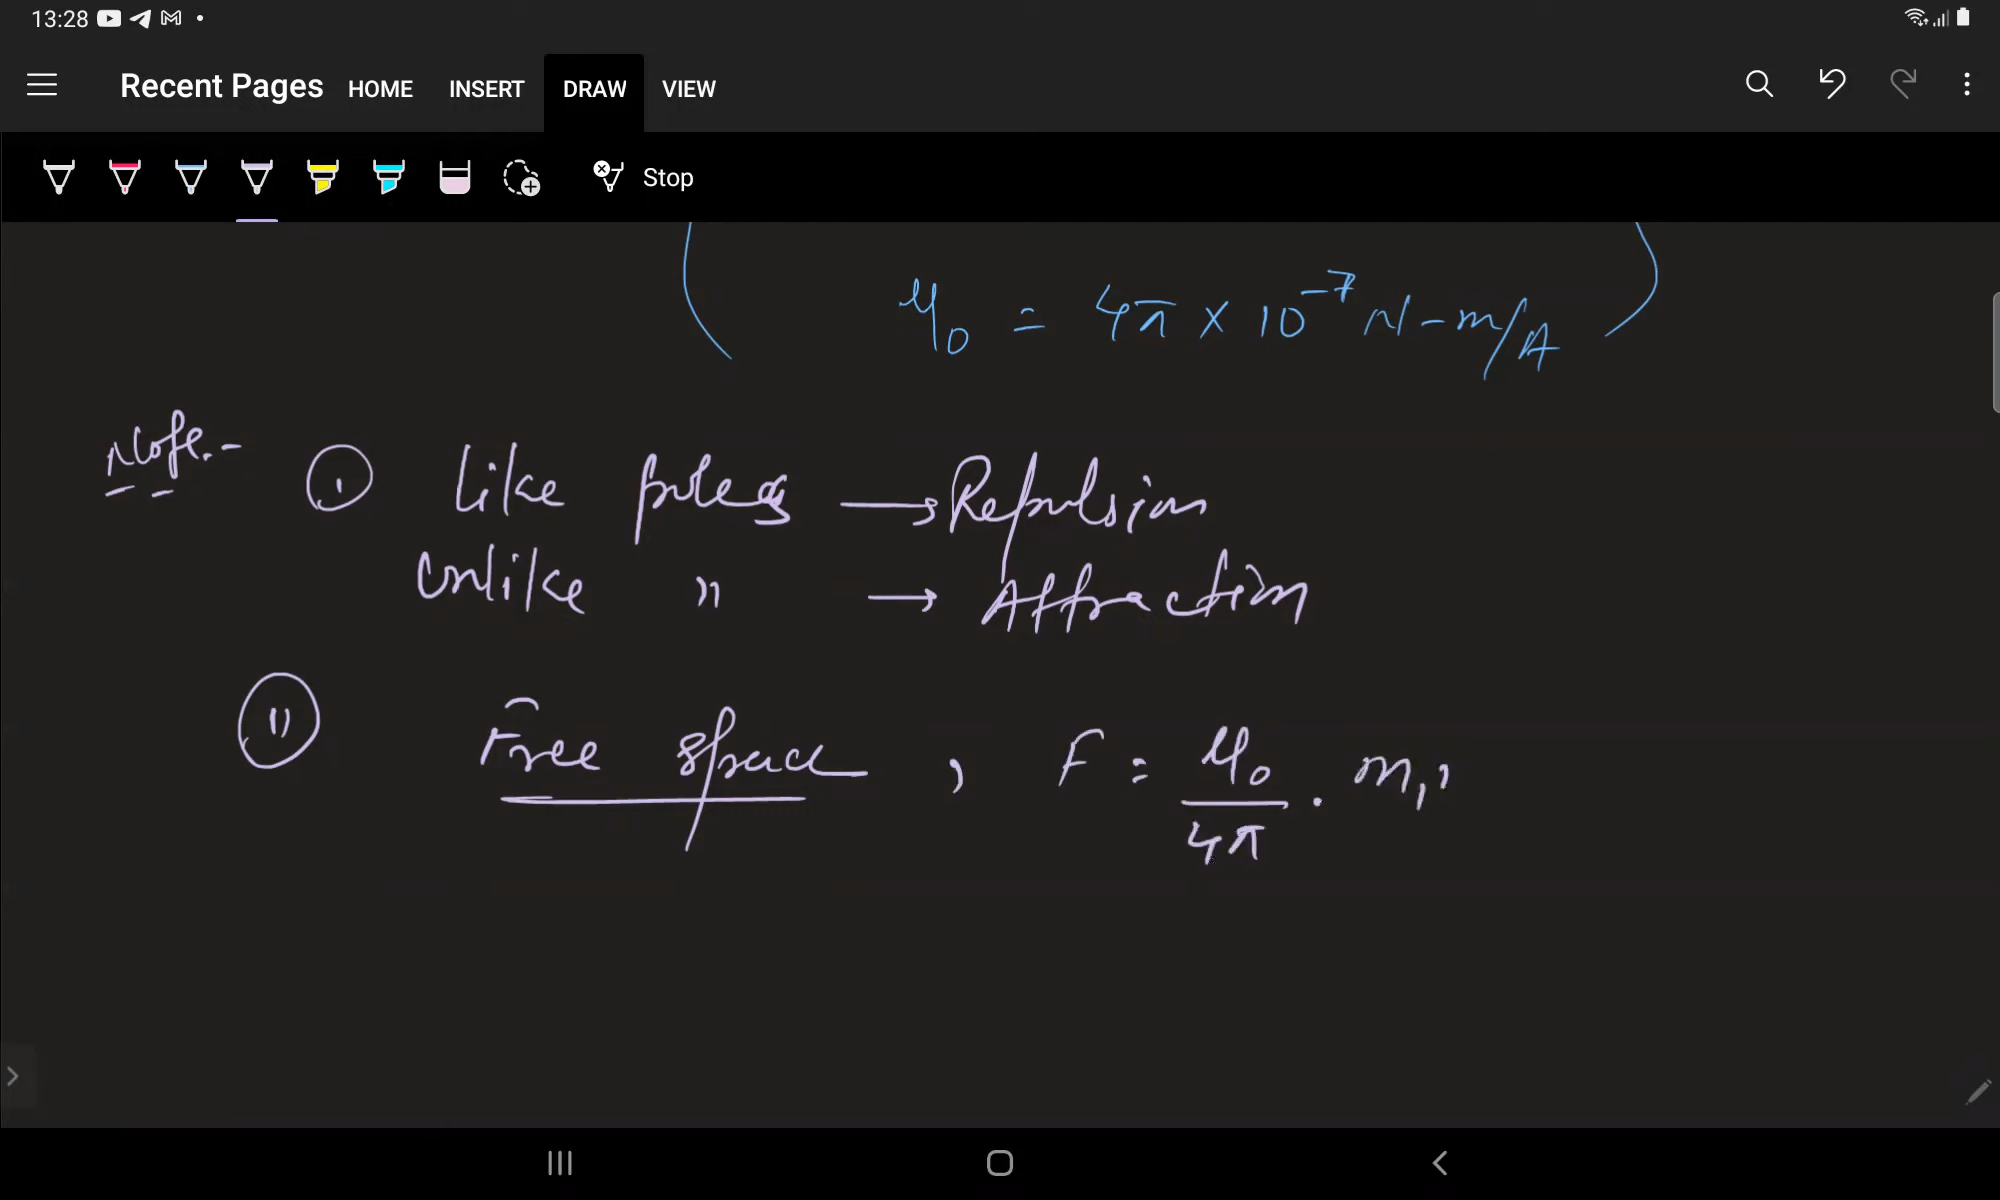 13:28
Recent Pages HOME INSERT DRAW VIEW
Stop
μ₀ = 4π × 10⁻⁷ N-m/A
Note.-
(i) Like poles → Repulsion
Unlike " → Attraction
(ii) Free space , F = μ₀/4π . m₁,